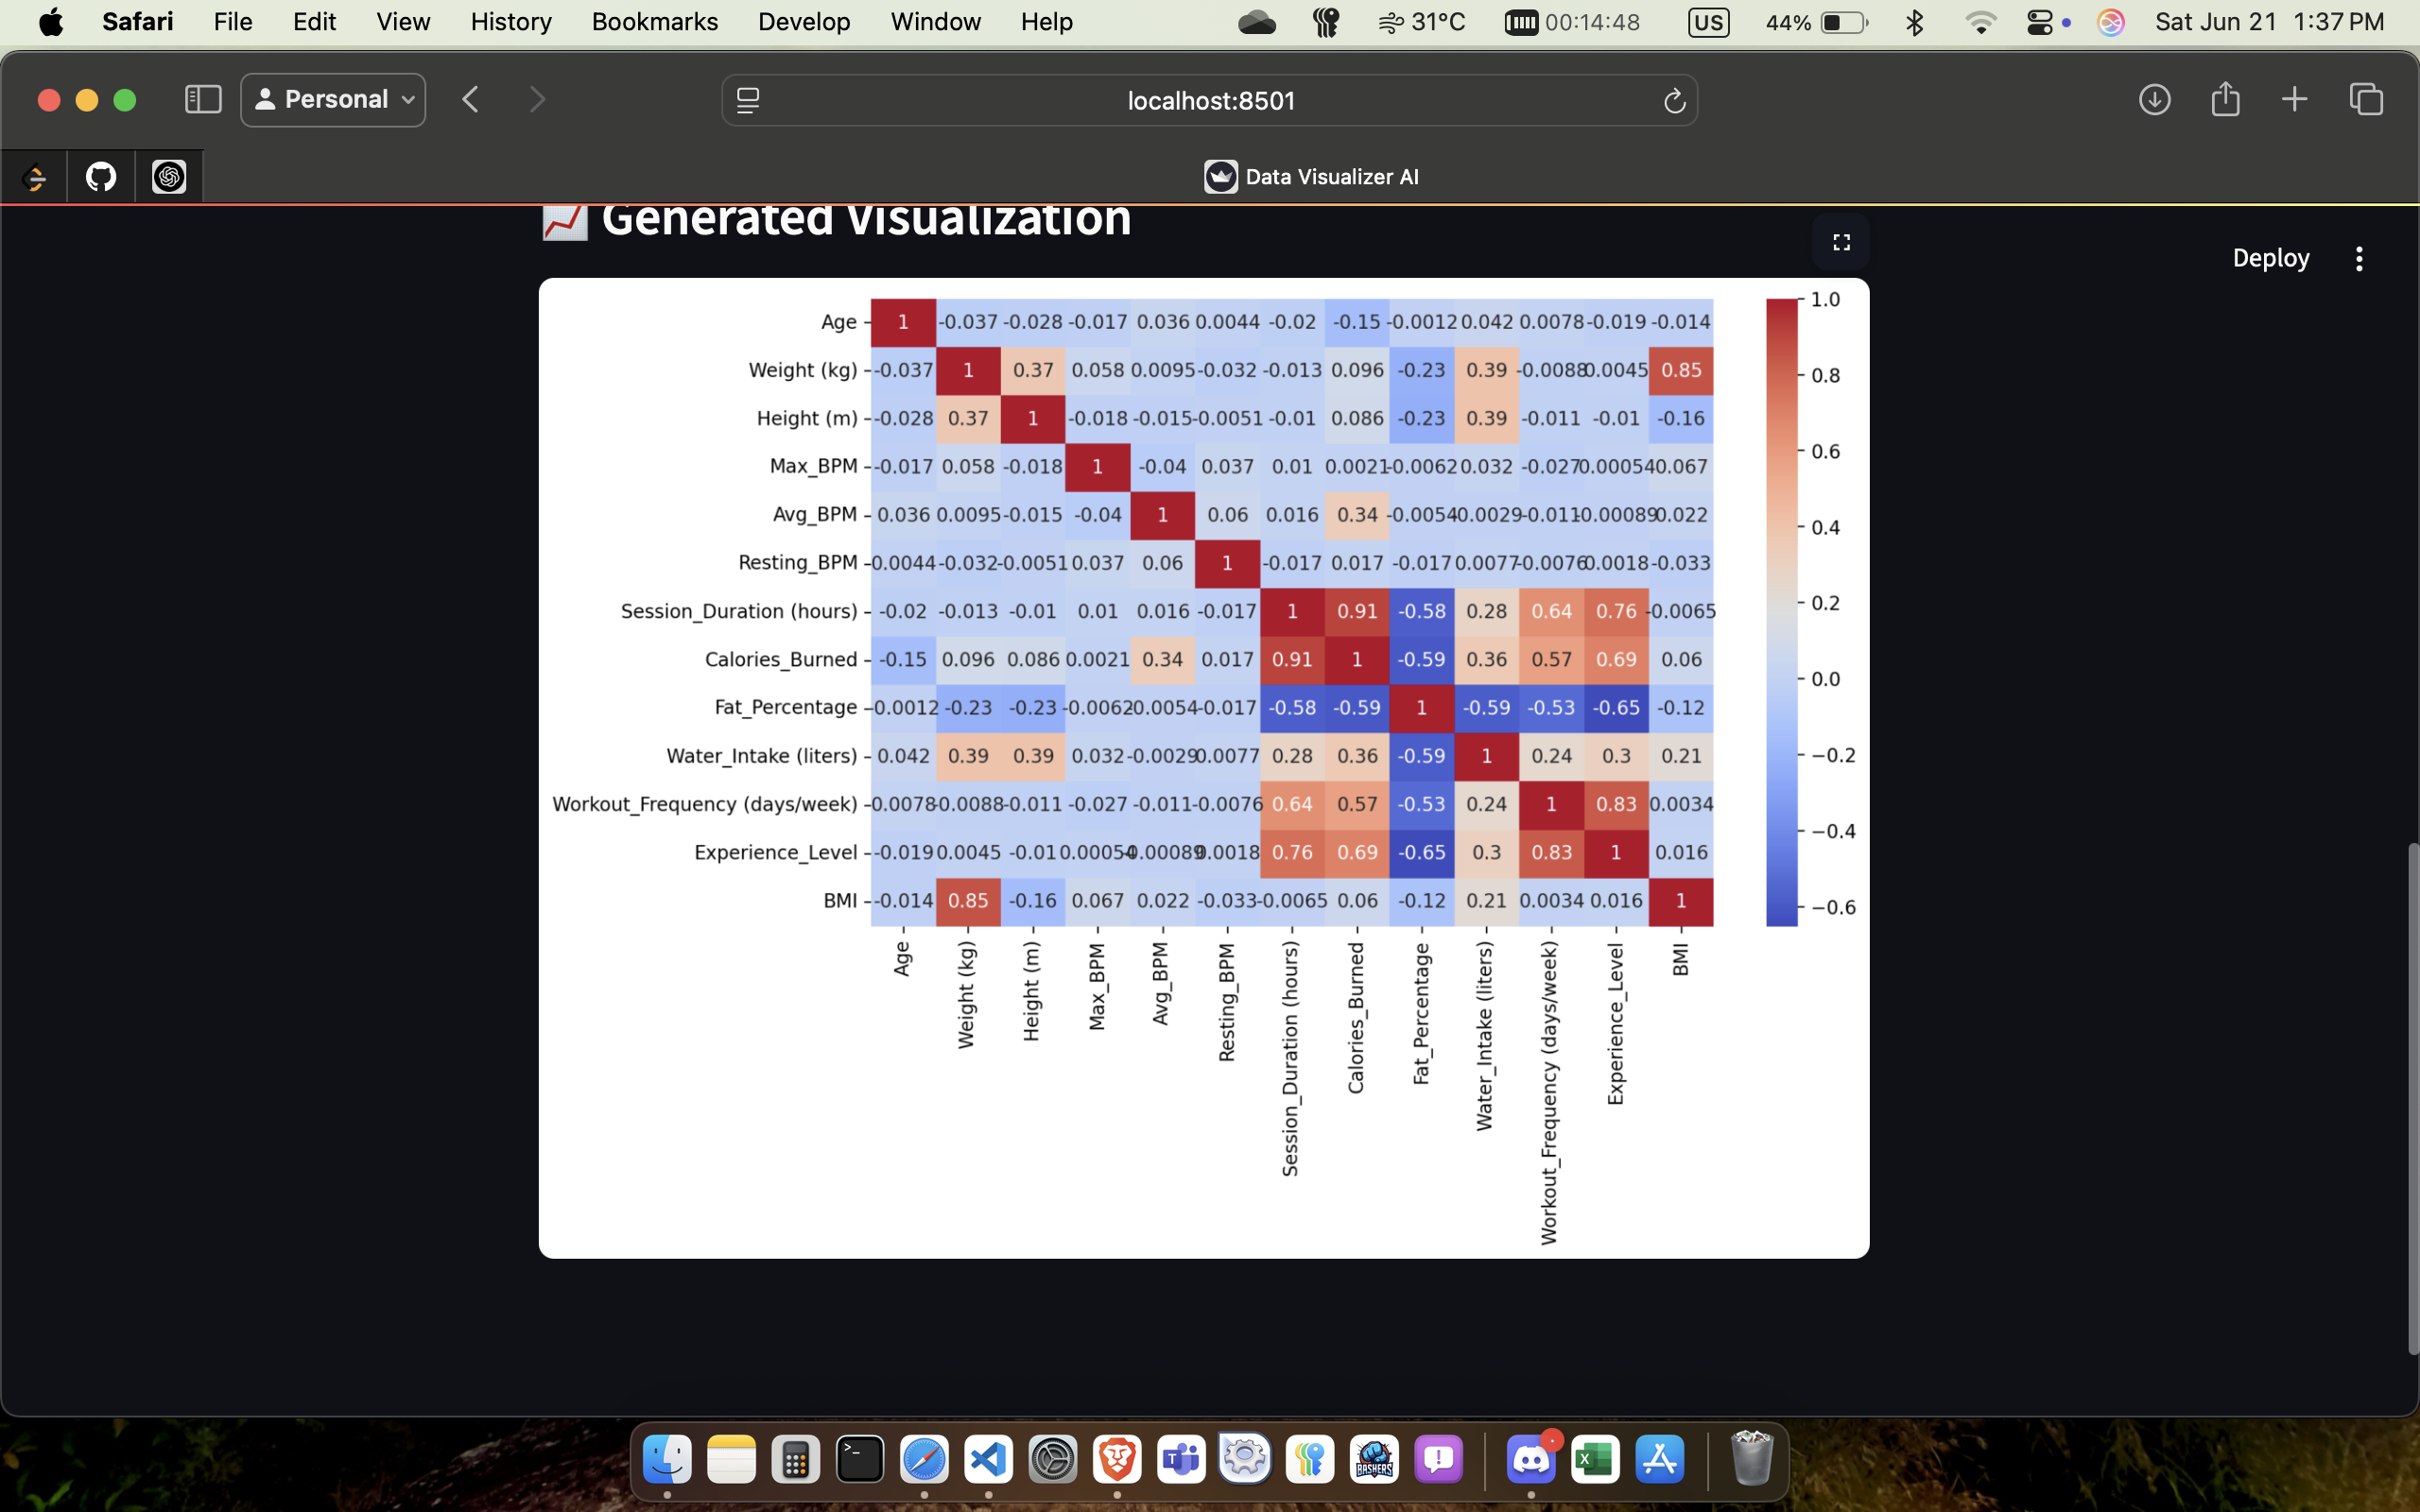 Safari File Edit View History Bookmarks Develop Window Help 31°C 00:14:48 US 44% Sat Jun 21 1:37 PM
Personal localhost:8501
Data Visualizer AI
Generated Visualization
Deploy
Age 1 -0.037 -0.028 -0.017 0.036 0.0044 -0.02 -0.15 -0.0012 0.042 0.0078 -0.019 -0.014
Weight (kg) -0.037 1 0.37 0.058 0.0095 -0.032 -0.013 0.096 -0.23 0.39 -0.0088 0.0045 0.85
Height (m) -0.028 0.37 1 -0.018 -0.015 -0.0051 -0.01 0.086 -0.23 0.39 -0.011 -0.01 -0.16
Max_BPM -0.017 0.058 -0.018 1 -0.04 0.037 0.01 0.0021 -0.0062 0.032 -0.027 0.00054 0.067
Avg_BPM 0.036 0.0095 -0.015 -0.04 1 0.06 0.016 0.34 -0.0054 -0.0029 -0.011 -0.00089 0.022
Resting_BPM 0.0044 -0.032 -0.0051 0.037 0.06 1 -0.017 0.017 -0.017 0.0077 -0.0076 0.0018 -0.033
Session_Duration (hours) -0.02 -0.013 -0.01 0.01 0.016 -0.017 1 0.91 -0.58 0.28 0.64 0.76 -0.0065
Calories_Burned -0.15 0.096 0.086 0.0021 0.34 0.017 0.91 1 -0.59 0.36 0.57 0.69 0.06
Fat_Percentage -0.0012 -0.23 -0.23 -0.0062 -0.0054 -0.017 -0.58 -0.59 1 -0.59 -0.53 -0.65 -0.12
Water_Intake (liters) 0.042 0.39 0.39 0.032 -0.0029 0.0077 0.28 0.36 -0.59 1 0.24 0.3 0.21
Workout_Frequency (days/week) 0.0078 -0.0088 -0.011 -0.027 -0.011 -0.0076 0.64 0.57 -0.53 0.24 1 0.83 0.0034
Experience_Level -0.019 0.0045 -0.01 0.00054 -0.00089 0.0018 0.76 0.69 -0.65 0.3 0.83 1 0.016
BMI -0.014 0.85 -0.16 0.067 0.022 -0.033 -0.0065 0.06 -0.12 0.21 0.0034 0.016 1
Age
Weight (kg)
Height (m)
Max_BPM
Avg_BPM
Resting_BPM
Session_Duration (hours)
Calories_Burned
Fat_Percentage
Water_Intake (liters)
Workout_Frequency (days/week)
Experience_Level
BMI
1.0
0.8
0.6
0.4
0.2
0.0
−0.2
−0.4
−0.6
BASHERS